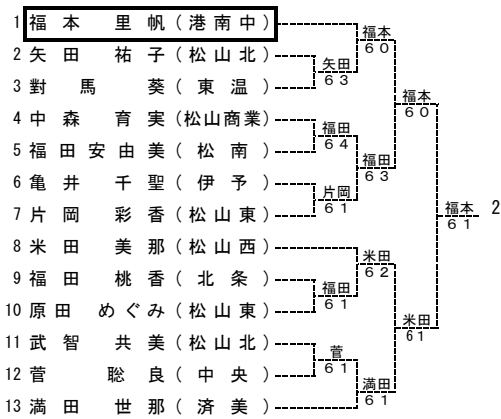 1 福本 里帆 (港南中)
福本
６０
2 矢田 祐子 (松山北)
矢田
６３
3 對馬 葵 (東温)
福本
６０
4 中森 育実 (松山商業)
福田
６４
5 福田安由美 (松南)
福田
６３
6 亀井 千聖 (伊予)
片岡
６１
7 片岡 彩香 (松山東)
福本 2
６１
8 米田 美那 (松山西)
米田
６２
9 福田 桃香 (北条)
福田
６１
10 原田 めぐみ (松山東)
米田
61
11 武智 共美 (松山北)
菅
６１
12 菅 聡良 (中央)
満田
６１
13 満田 世那 (済美)